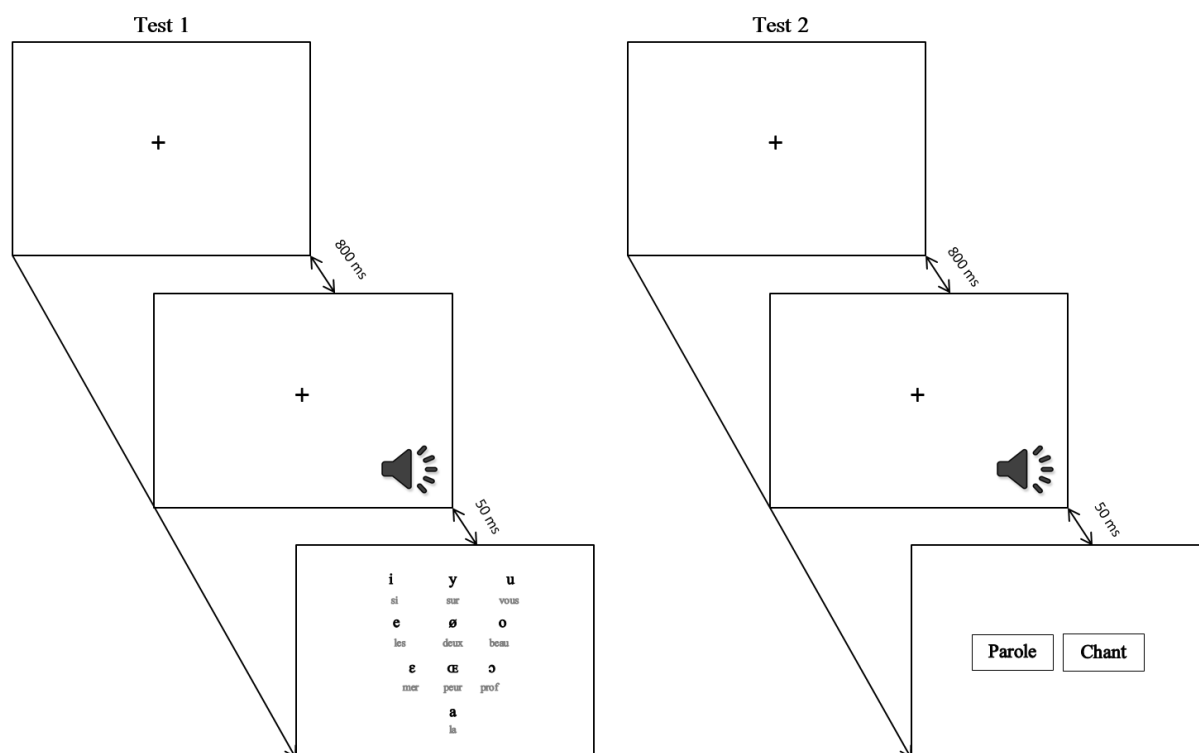 Test 1
+
800 ms
+
50 ms
i y u
si sur vous
e ø o
les deux beau
ɛ œ ɔ
mer peur prof
a
la
Test 2
+
800 ms
+
50 ms
Parole Chant